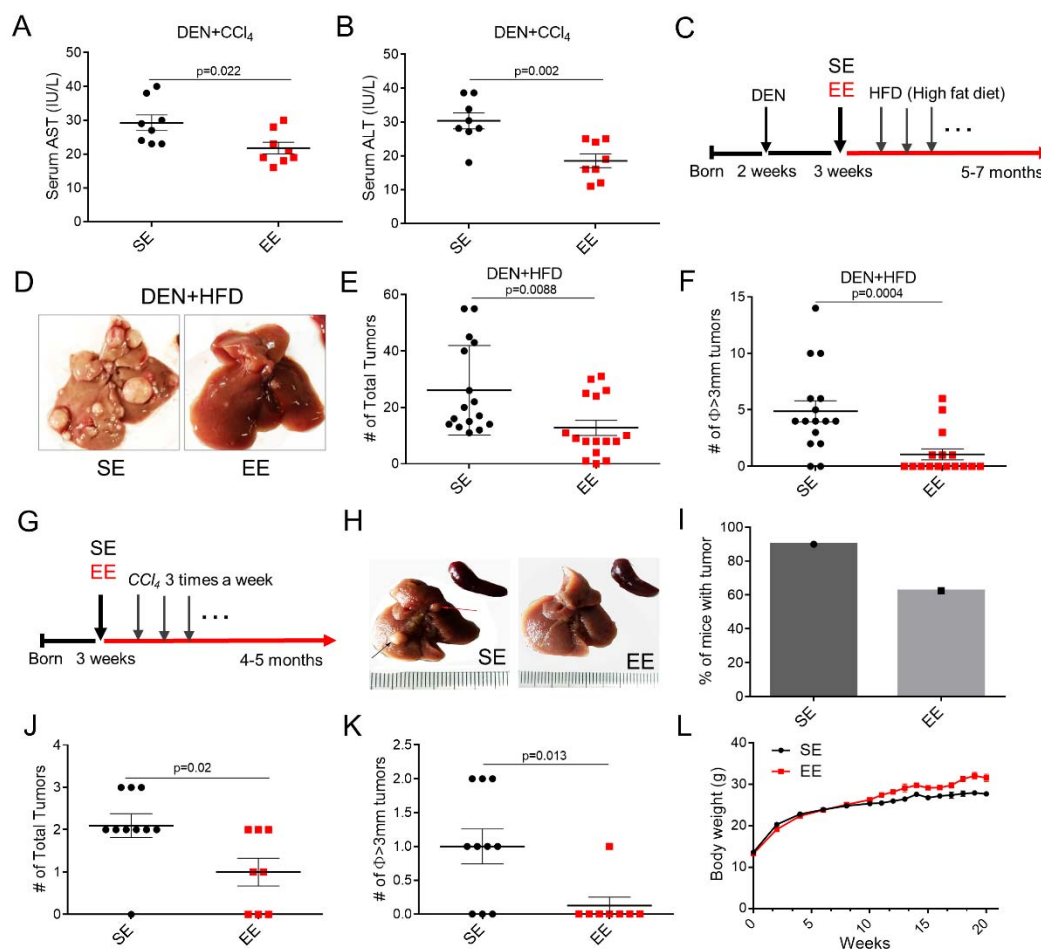 A
DEN+CCl₄
p=0.022
Serum AST (IU/L)
50
40
30
20
10
0
SE
EE
B
DEN+CCl₄
p=0.002
Serum ALT (IU/L)
50
40
30
20
10
0
SE
EE
C
SE
EE
DEN
HFD (High fat diet)
...
Born
2 weeks
3 weeks
5-7 months
D
DEN+HFD
SE
EE
E
DEN+HFD
p=0.0088
# of Total Tumors
60
40
20
0
SE
EE
F
DEN+HFD
p=0.0004
# of Φ>3mm tumors
15
10
5
0
SE
EE
G
SE
EE
CCl₄ 3 times a week
...
Born
3 weeks
4-5 months
H
SE
EE
I
% of mice with tumor
100
80
60
40
20
0
SE
EE
J
p=0.02
# of Total Tumors
4
3
2
1
0
SE
EE
K
p=0.013
# of Φ>3mm tumors
2.5
2.0
1.5
1.0
0.5
0.0
SE
EE
L
SE
EE
Body weight (g)
40
30
20
10
0
0
5
10
15
20
Weeks